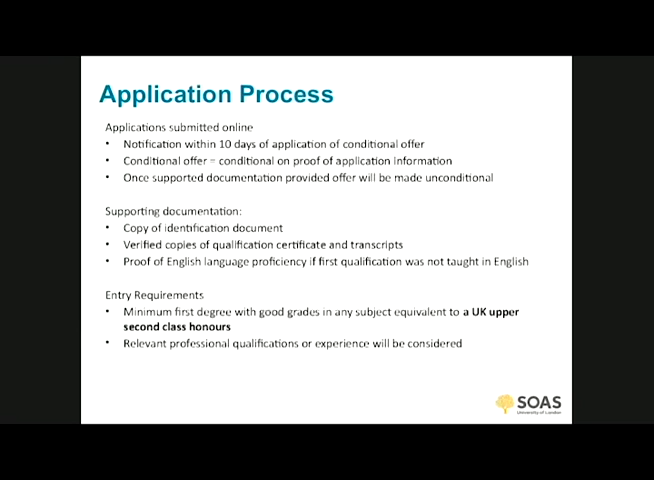 Application Process
Applications submitted online
• Notification within 10 days of application of conditional offer
• Conditional offer = conditional on proof of application information
• Once supported documentation provided offer will be made unconditional
Supporting documentation:
• Copy of identification document
• Verified copies of qualification certificate and transcripts
• Proof of English language proficiency if first qualification was not taught in English
Entry Requirements
• Minimum first degree with good grades in any subject equivalent to a UK upper
second class honours
• Relevant professional qualifications or experience will be considered
SOAS
University of London